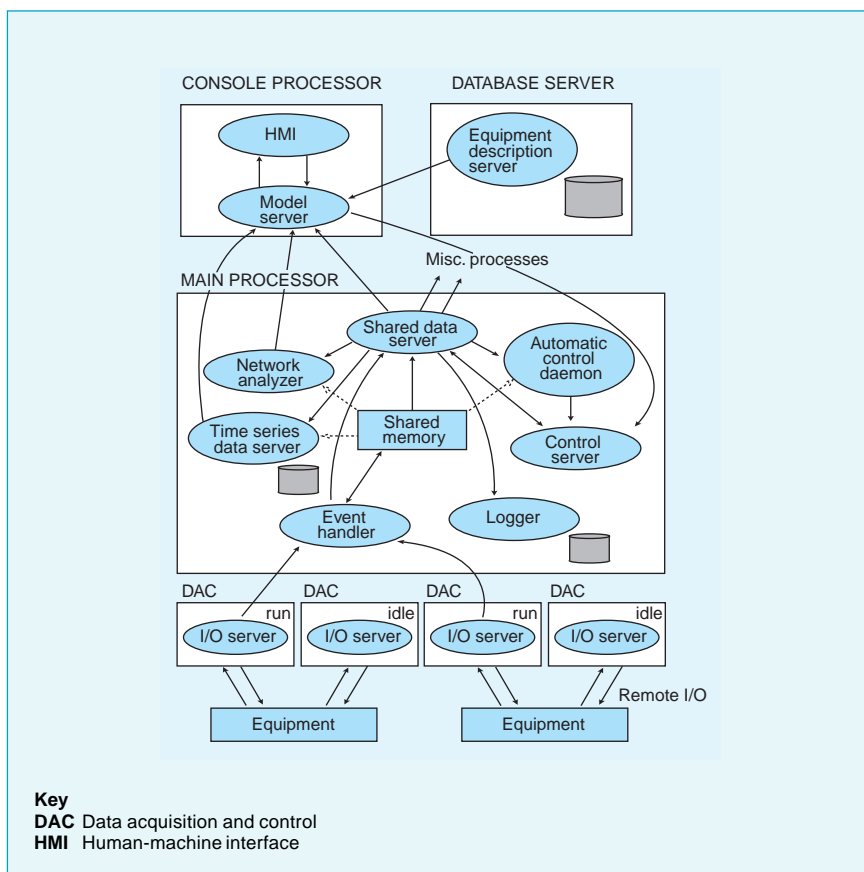 CONSOLE PROCESSOR
DATABASE SERVER
HMI
Equipment
description
server
Model
server
Misc. processes
MAIN PROCESSOR
Shared data
server
Automatic
control
daemon
Network
analyzer
Shared
memory
Time series
data server
Control
server
Event
handler
Logger
DAC
DAC
DAC
DAC
run
idle
run
idle
I/O server
I/O server
I/O server
I/O server
Remote I/O
Equipment
Equipment
Key
DAC Data acquisition and control
HMI Human-machine interface